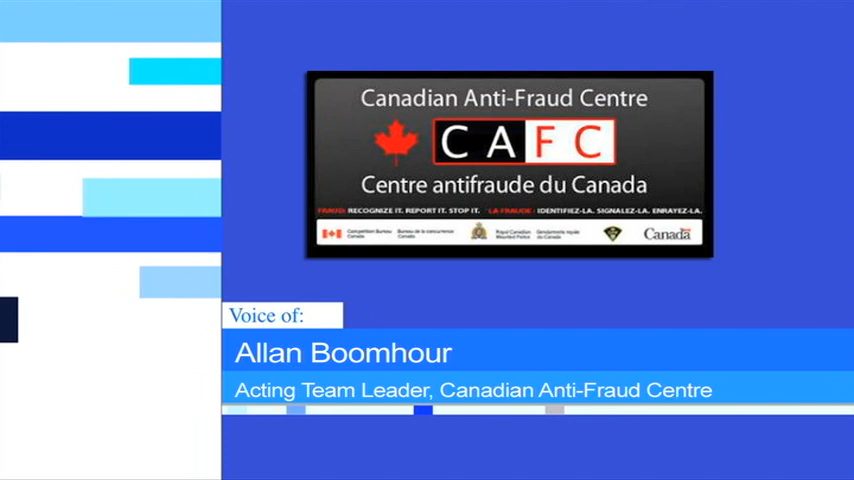 Canadian Anti-Fraud Centre
CAFC
Centre antifraude du Canada
FRAUD: RECOGNIZE IT. REPORT IT. STOP IT. LA FRAUDE: IDENTIFIEZ-LA. SIGNALEZ-LA. ENRAYEZ-LA.
Competition Bureau Bureau de la concurrence Royal Canadian Gendarmerie royale
Canada Canada Mounted Police du Canada
Canada
Voice of:
Allan Boomhour
Acting Team Leader, Canadian Anti-Fraud Centre